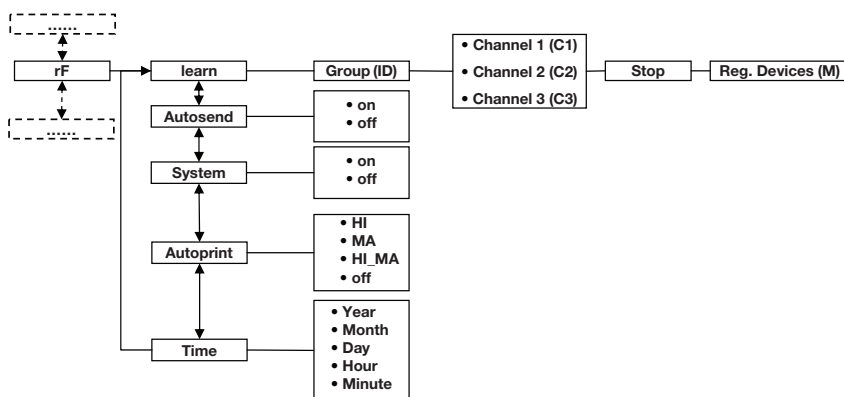 ......
rF
......
learn
Group (ID)
• Channel 1 (C1)
• Channel 2 (C2)
• Channel 3 (C3)
Stop
Reg. Devices (M)
Autosend
• on
• off
System
• on
• off
Autoprint
• HI
• MA
• HI_MA
• off
Time
• Year
• Month
• Day
• Hour
• Minute